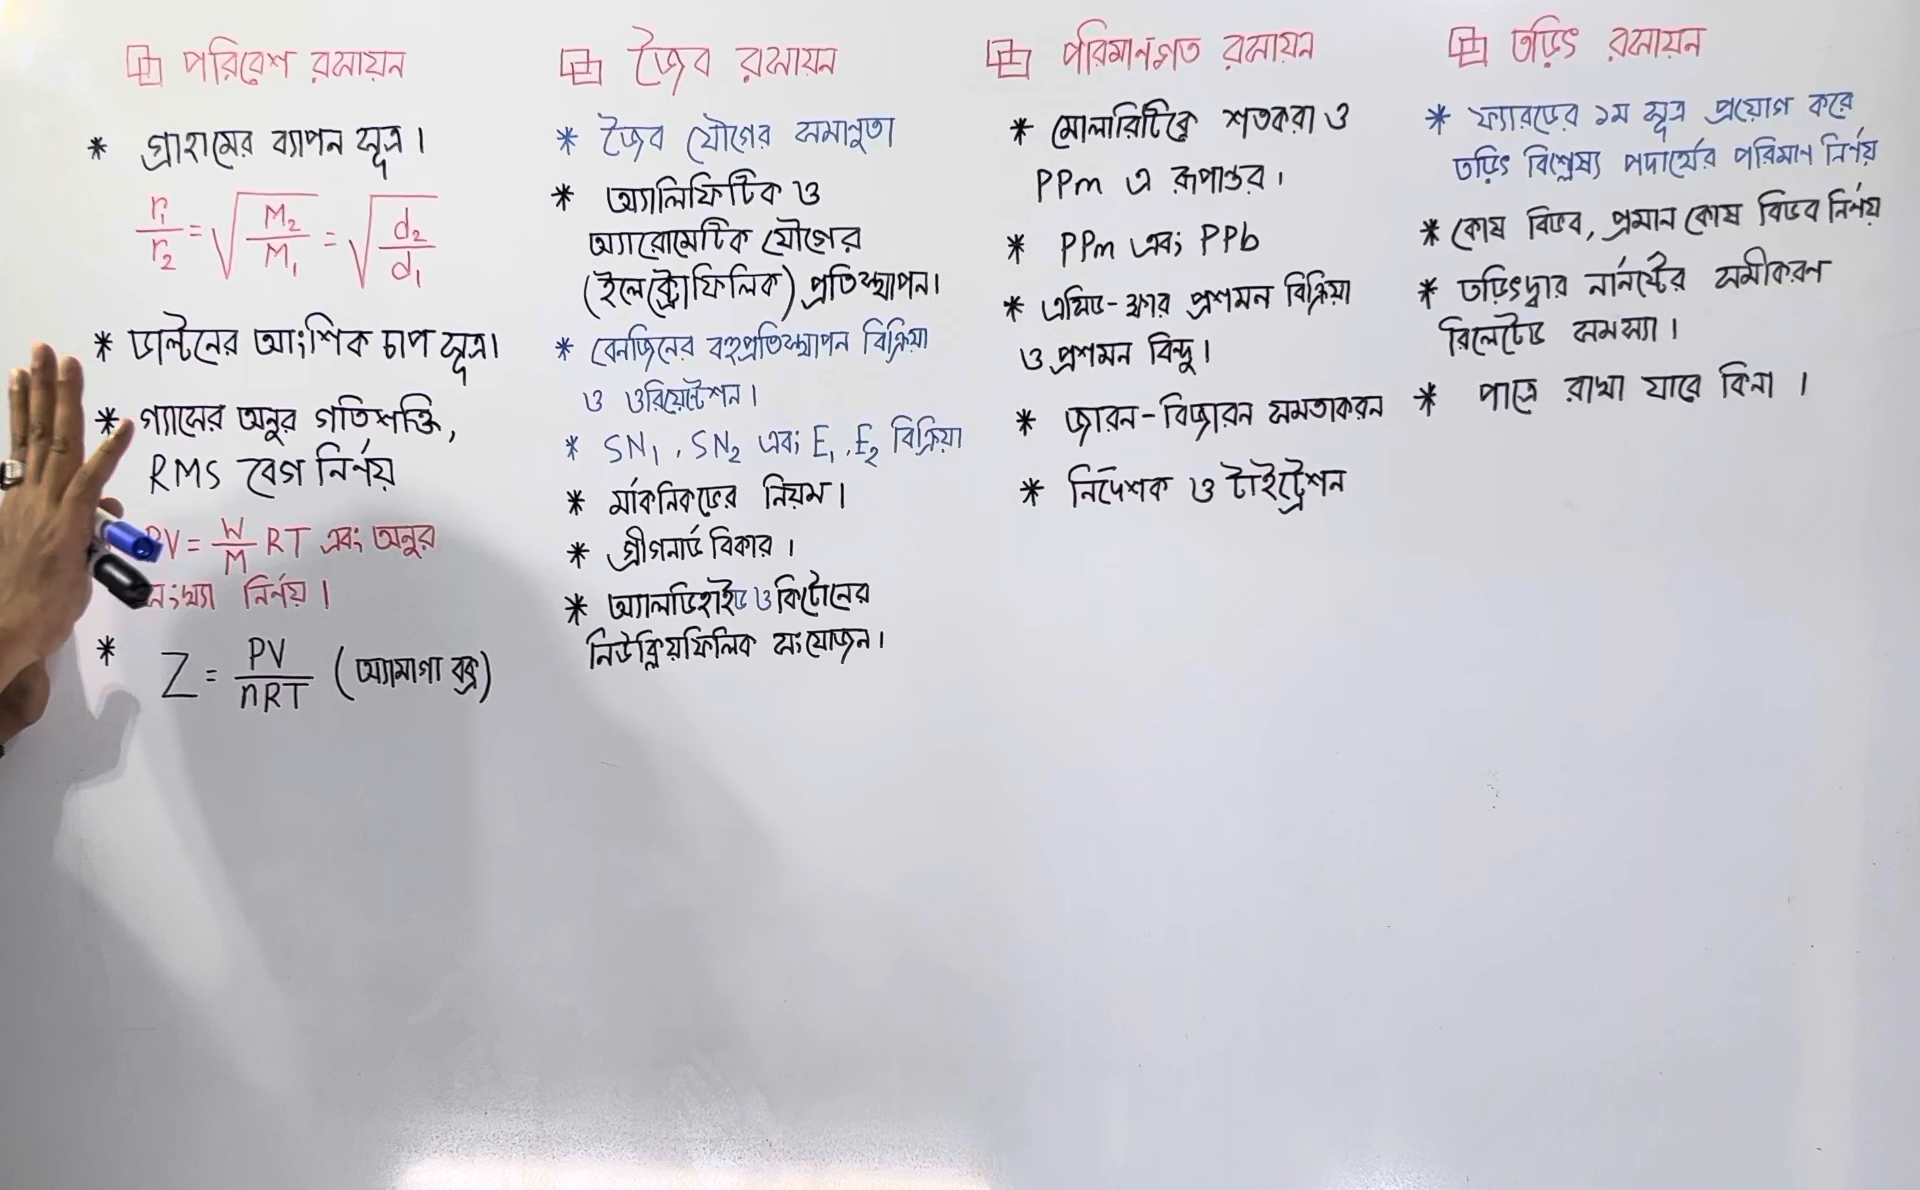 পরিবেশ রসায়ন
* গ্রাহামের ব্যাপন সূত্র।
r₁/r₂ = √(M₂/M₁) = √(d₂/d₁)
* ডাল্টনের আংশিক চাপ সূত্র।
* গ্যাসের অনুর গতিশক্তি,
RMS বেগ নির্ণয়
PV = W/M RT এবং অনুর
সংখ্যা নির্নয়।
* Z = PV/nRT (অ্যামাগা বক্র)
জৈব রসায়ন
* জৈব যৌগের সমানুতা
* অ্যালিফিটিক ও
অ্যারোমেটিক যৌগের
(ইলেক্ট্রোফিলিক) প্রতিস্থাপন।
* বেনজিনের বহুপ্রতিস্থাপন বিক্রিয়া
ও ওরিয়েন্টেশন।
* SN₁, SN₂ এবং E₁, E₂ বিক্রিয়া
* মার্কনিকভের নিয়ম।
* গ্রীগনার্ড বিকার।
* অ্যালডিহাইড ও কিটোনের
নিউক্লিয়ফিলিক সংযোজন।
পরিমানগত রসায়ন
* মোলারিটিকে শতকরা ও
PPm এ রূপান্তর।
* PPm এবং PPb
* এসিড-ক্ষার প্রশমন বিক্রিয়া
ও প্রশমন বিন্দু।
* জারন-বিজারন সমতাকরন
* নির্দেশক ও টাইট্রেশন
তড়িৎ রসায়ন
* ফ্যারডের ১ম সূত্র প্রয়োগ করে
তড়িৎ বিশ্লেষ্য পদার্থের পরিমাণ নির্ণয়
* কোষ বিভব, প্রমান কোষ বিভব নির্ণয়
* তড়িৎদ্বার নার্নস্টের সমীকরণ
রিলেটেড সমস্যা।
* পাত্রে রাখা যাবে কিনা ।